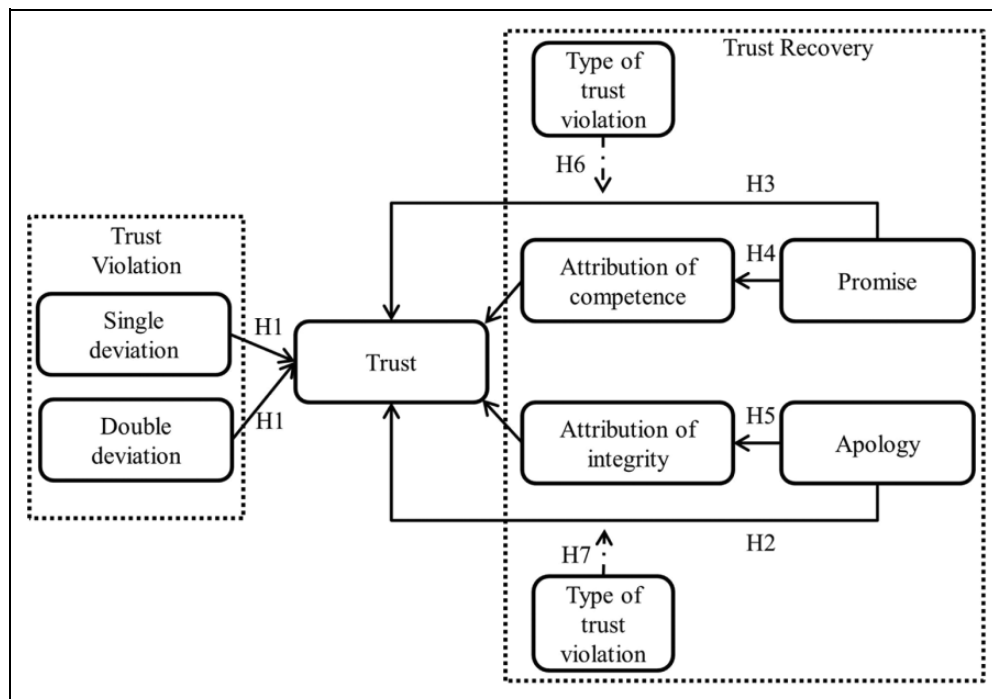 Trust Recovery
Type of
trust
violation
H6
H3
Trust
Violation
Attribution of
competence
H4
Promise
Single
deviation
H1
Trust
Double
deviation
H1
Attribution of
integrity
H5
Apology
H2
H7
Type of
trust
violation